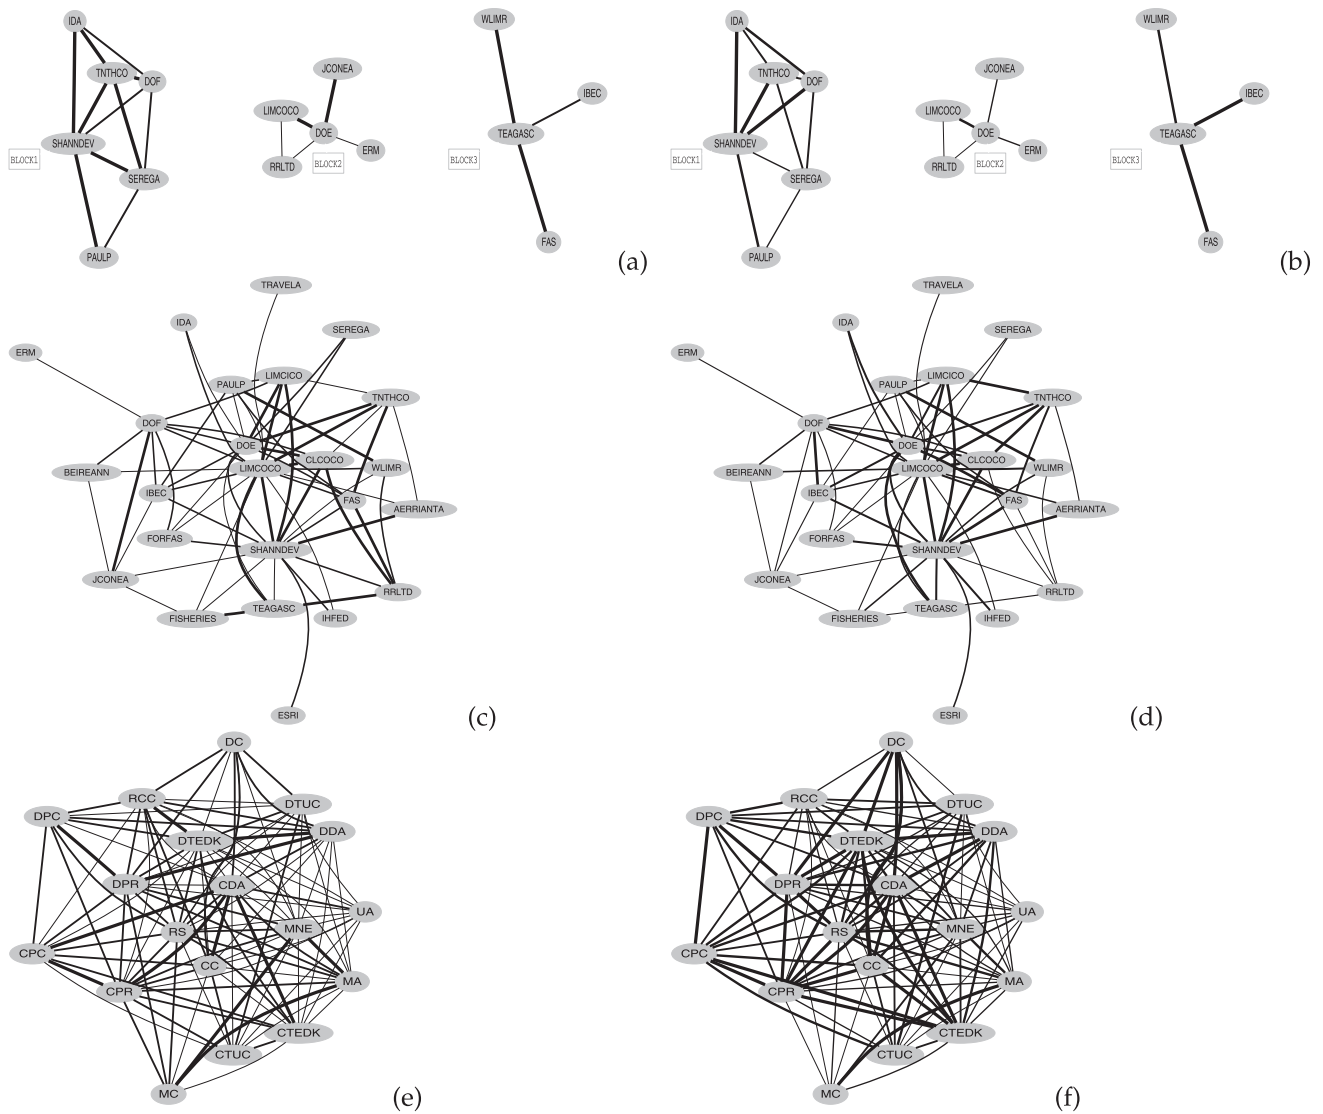 IDA
TNTHCO
DOF
SHANNDEV
BLOCK1
SEREGA
PAULP
JCONEA
LIMCOCO
DOE
ERM
RRLTD
BLOCK2
WLIMR
IBEC
TEAGASC
BLOCK3
FAS
(a)
IDA
TNTHCO
DOF
SHANNDEV
BLOCK1
SEREGA
PAULP
JCONEA
LIMCOCO
DOE
ERM
RRLTD
BLOCK2
WLIMR
IBEC
TEAGASC
BLOCK3
FAS
(b)
TRAVELA
IDA
SEREGA
ERM
PAULP
LIMCICO
TNTHCO
DOF
DOE
CLCOCO
BEIREANN
LIMCOCO
WLIMR
IBEC
FAS
AERRIANTA
FORFAS
SHANNDEV
JCONEA
RRLTD
FISHERIES
TEAGASC
IHFED
ESRI
(c)
TRAVELA
IDA
SEREGA
ERM
PAULP
LIMCICO
TNTHCO
DOF
DOE
CLCOCO
BEIREANN
LIMCOCO
WLIMR
IBEC
FAS
AERRIANTA
FORFAS
SHANNDEV
JCONEA
RRLTD
FISHERIES
TEAGASC
IHFED
ESRI
(d)
DC
RCC
DTUC
DPC
DDA
DTEDK
DPR
CDA
UA
RS
MNE
CPC
CC
MA
CPR
CTEDK
CTUC
MC
(e)
DC
RCC
DTUC
DPC
DDA
DTEDK
DPR
CDA
UA
RS
MNE
CPC
CC
MA
CPR
CTEDK
CTUC
MC
(f)